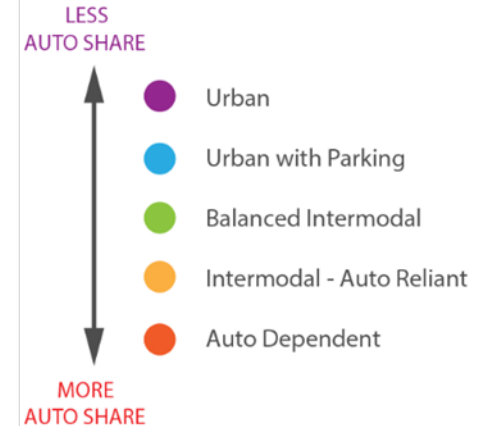 LESS
AUTO SHARE
Urban
Urban with Parking
Balanced Intermodal
Intermodal - Auto Reliant
Auto Dependent
MORE
AUTO SHARE